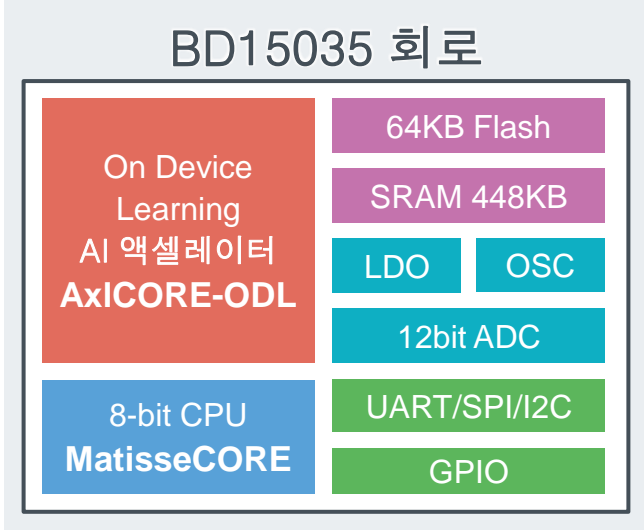 BD15035 회로
On Device
Learning
AI 액셀레이터
AxlCORE-ODL
8-bit CPU
MatisseCORE
64KB Flash
SRAM 448KB
LDO
OSC
12bit ADC
UART/SPI/I2C
GPIO